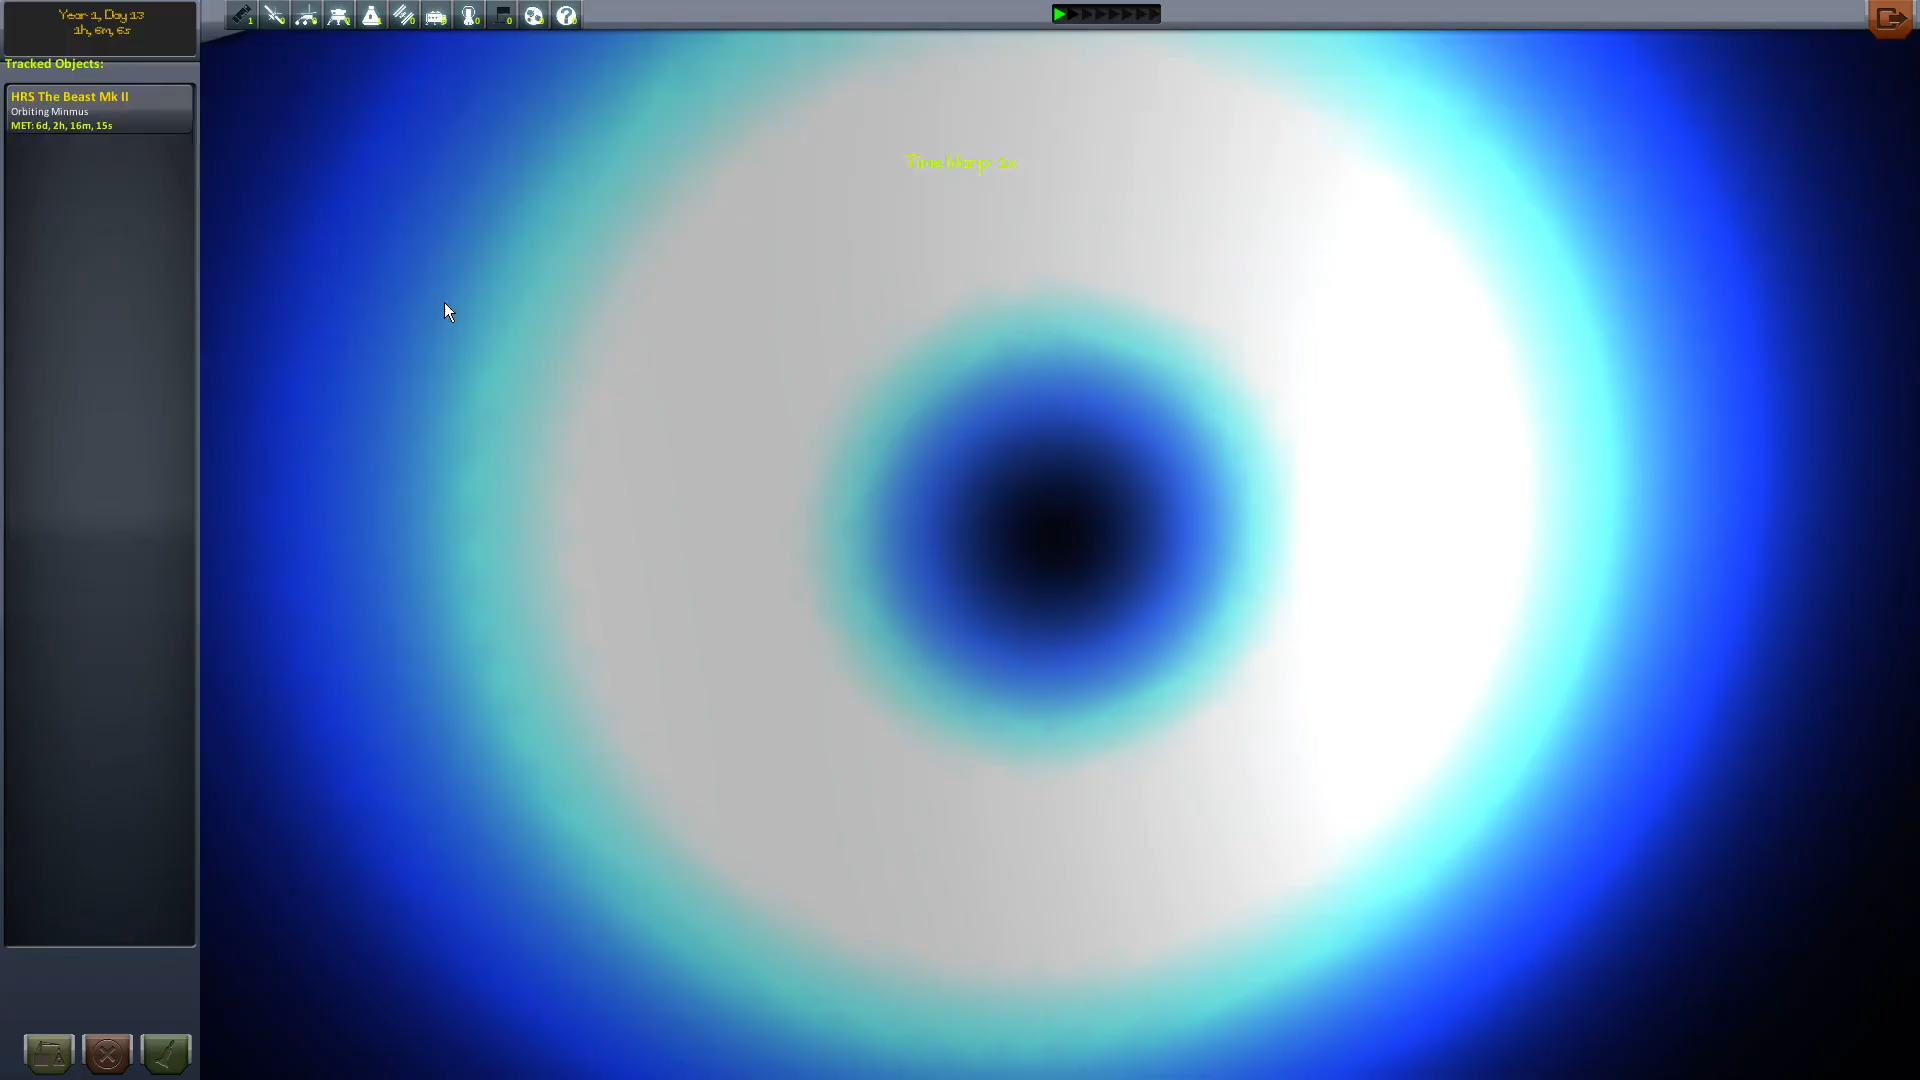 Year 1, Day 13
1h, 6m, 6s
Tracked Objects:
HRS The Beast Mk II
Orbiting Minmus
MET: 6d, 2h, 16m, 15s
Time Warp: 1x